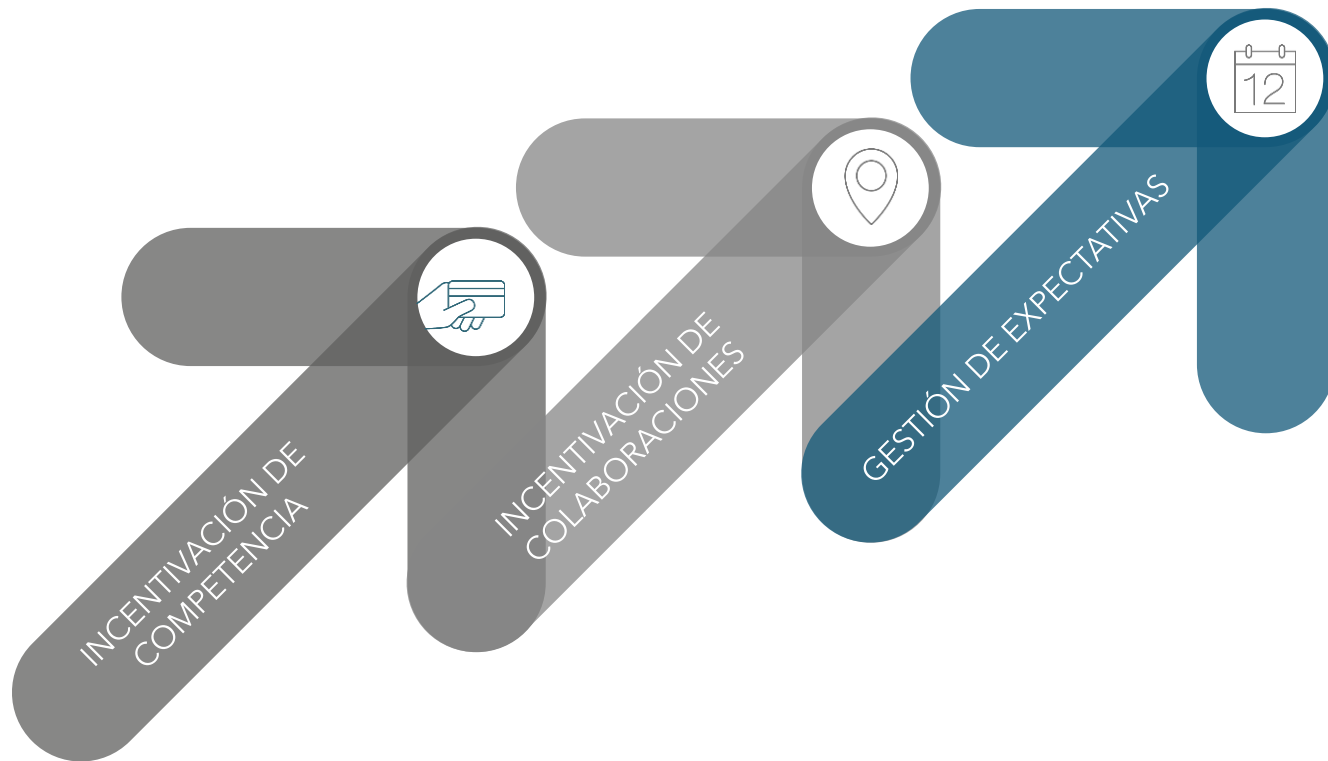 INCENTIVACIÓN DE
COMPETENCIA
INCENTIVACIÓN DE
COLABORACIONES
GESTIÓN DE EXPECTATIVAS
12